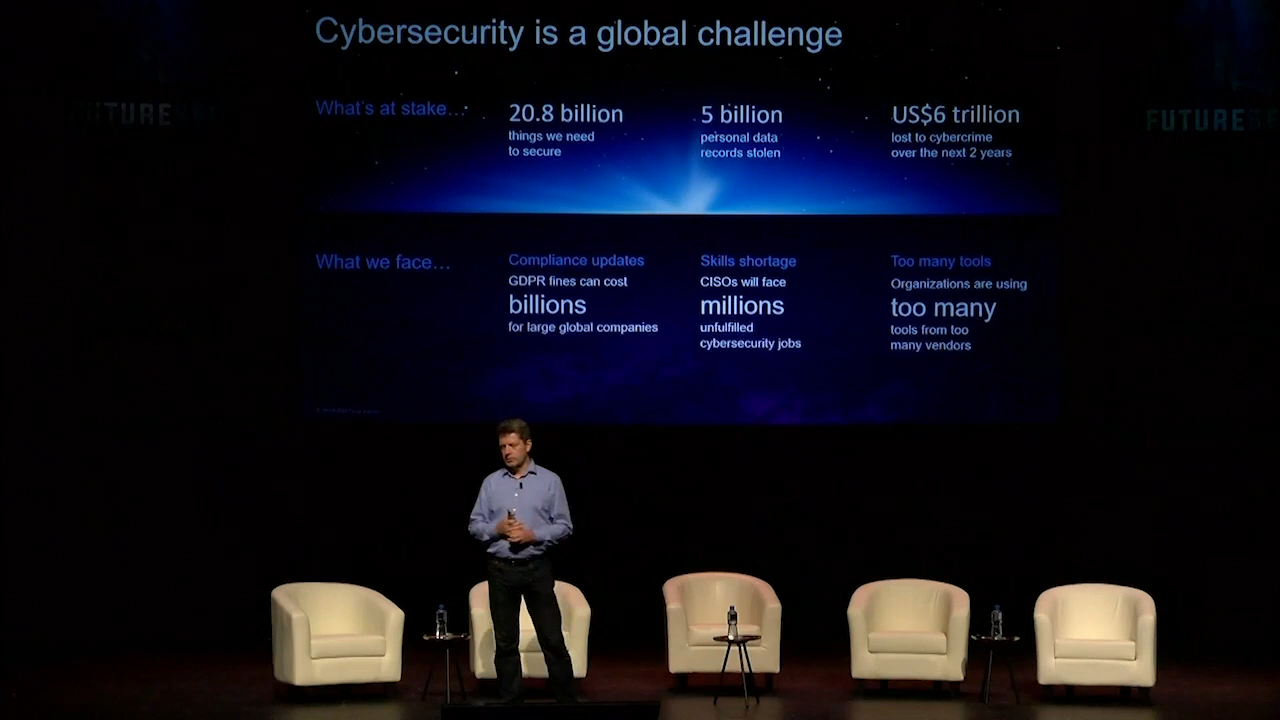 Cybersecurity is a global challenge
What's at stake…
20.8 billion
things we need
to secure
5 billion
personal data
records stolen
US$6 trillion
lost to cybercrime
over the next 2 years
What we face…
Compliance updates
GDPR fines can cost
billions
for large global companies
Skills shortage
CISOs will face
millions
unfulfilled
cybersecurity jobs
Too many tools
Organizations are using
too many
tools from too
many vendors